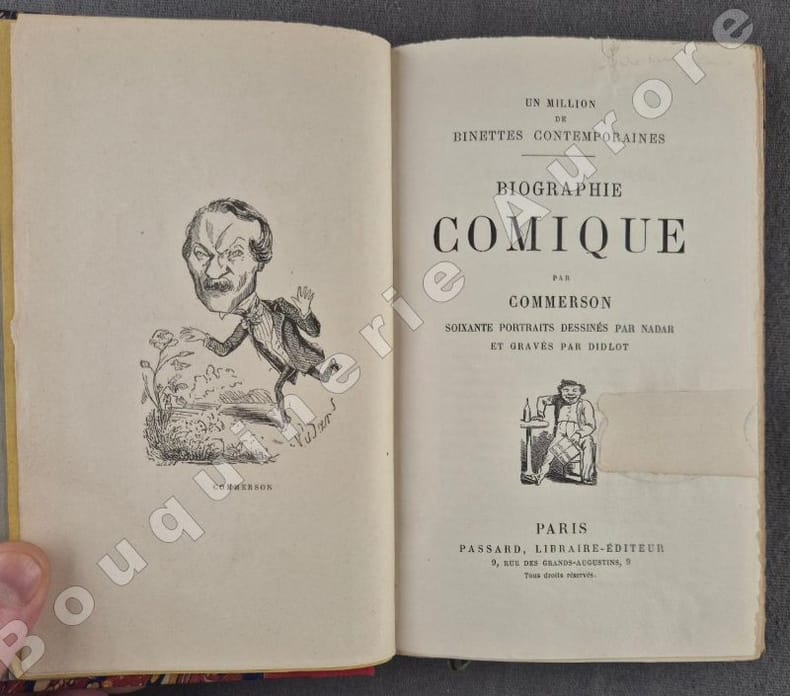 COMMERSON
UN MILLION
DE
BINETTES CONTEMPORAINES
BIOGRAPHIE
COMIQUE
PAR
COMMERSON
SOIXANTE PORTRAITS DESSINÉS PAR NADAR
ET GRAVÉS PAR DIDLOT
PARIS
PASSARD, LIBRAIRE-ÉDITEUR
9, RUE DES GRANDS-AUGUSTINS, 9
Tous droits réservés.
Bouquinerie Aurore